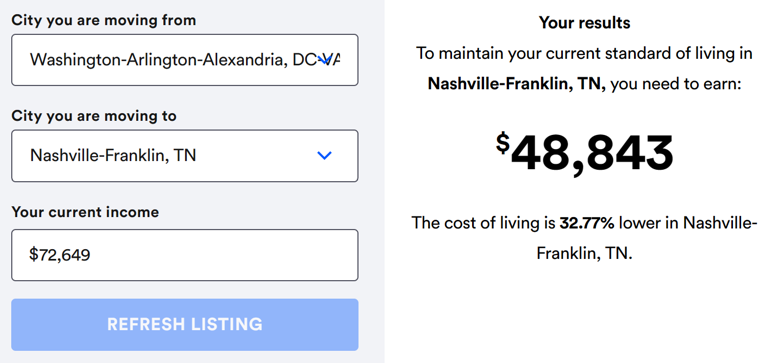 City you are moving from
Washington-Arlington-Alexandria, DC-VA
City you are moving to
Nashville-Franklin, TN
Your current income
$72,649
REFRESH LISTING
Your results
To maintain your current standard of living in
Nashville-Franklin, TN, you need to earn:
$48,843
The cost of living is 32.77% lower in Nashville-
Franklin, TN.